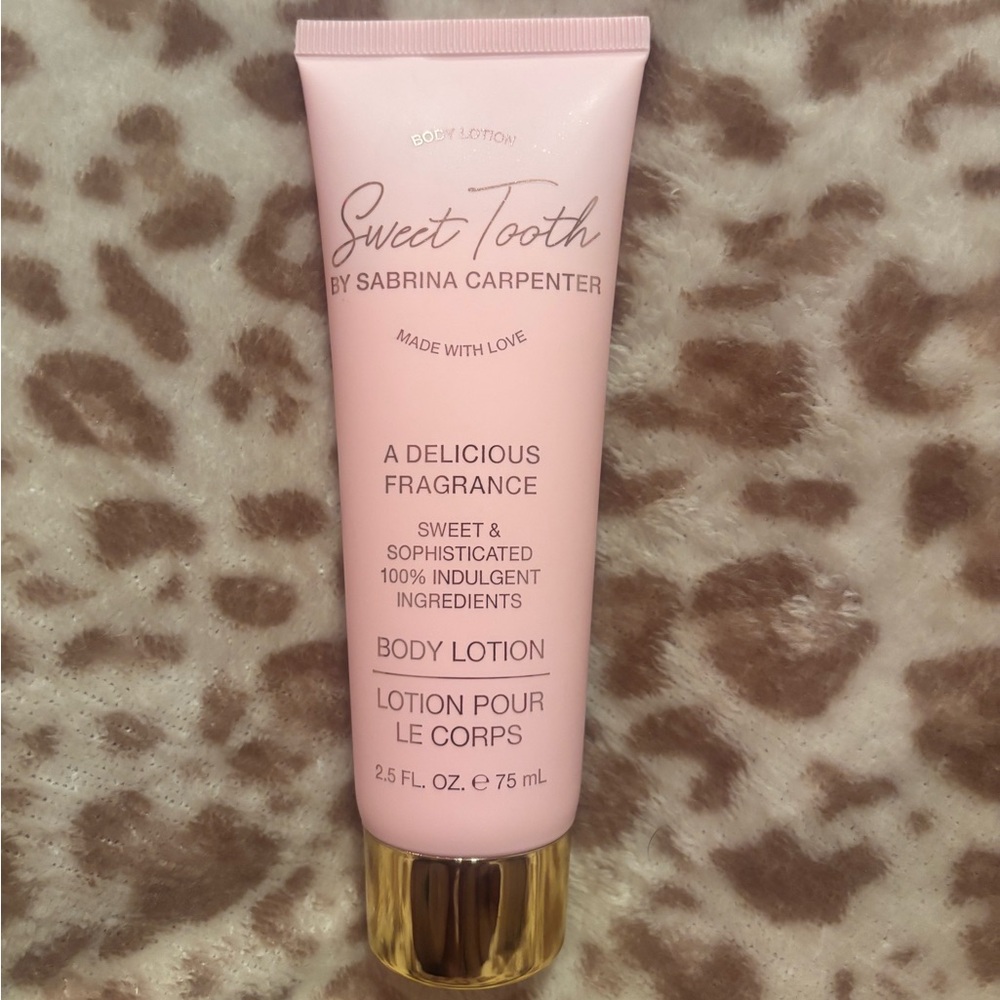 BODY LOTION
Sweet Tooth
BY SABRINA CARPENTER
MADE WITH LOVE
A DELICIOUS
FRAGRANCE
SWEET &
SOPHISTICATED
100% INDULGENT
INGREDIENTS
BODY LOTION
LOTION POUR
LE CORPS
2.5 FL. OZ. ℮ 75 mL